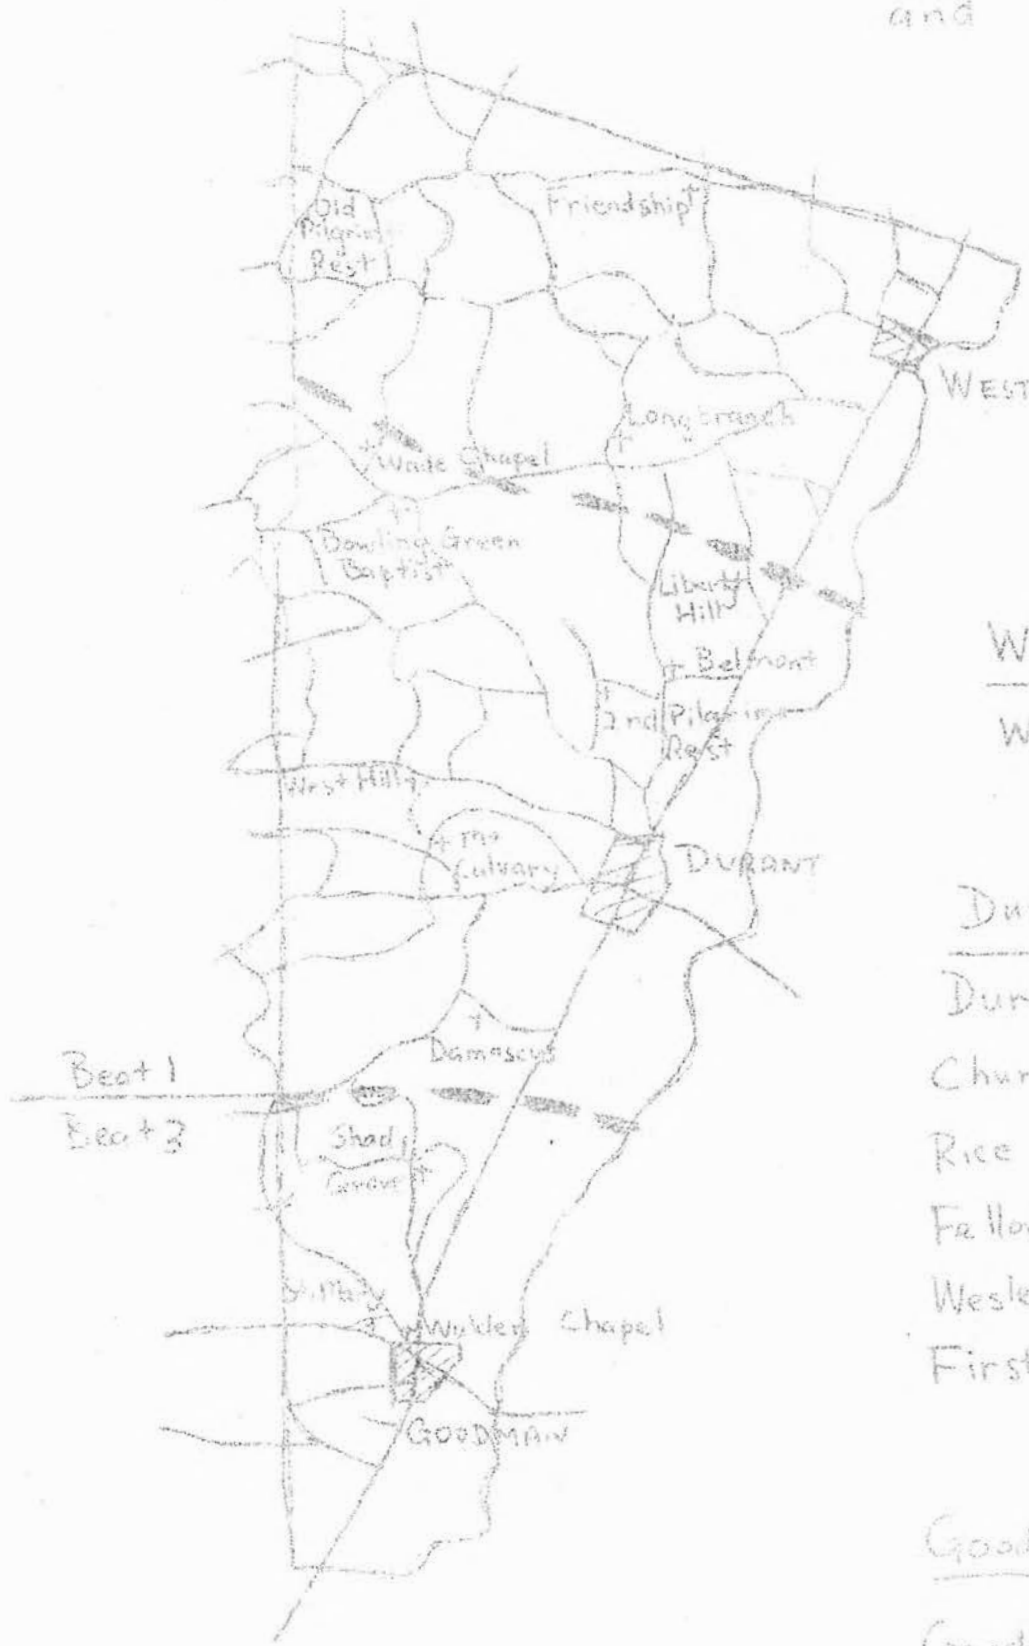 and
Old
Pilgrim
Rest
Friendship
WEST
Longbranch
Wade Chapel
Bowling Green
Baptist
Liberty
Hill
Belmont
2nd Pilgrim
Rest
West Hill
Mt
Calvary
DURANT
Damascus
Beat 1
Beat 3
Shady
Grove
St. Mary
Chapel
GOODMAN
W
W
Du
Dur
Chur
Rice
Fello
Wesle
First
Good